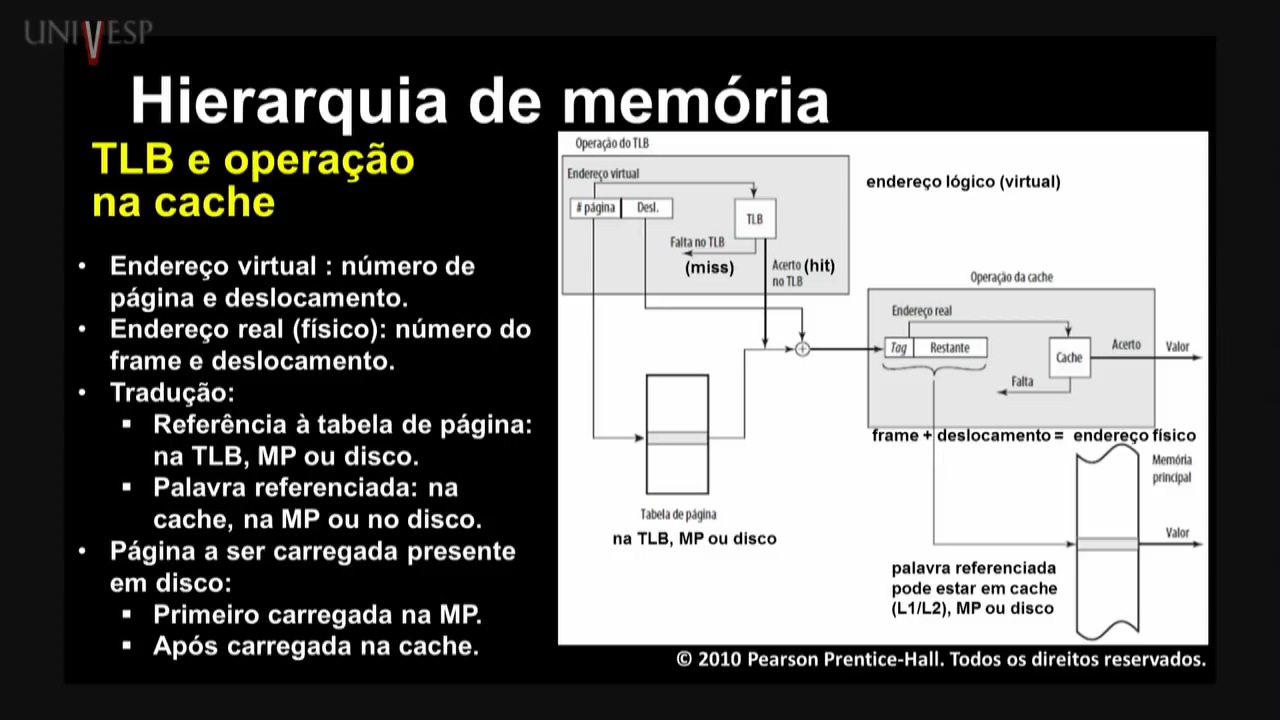 UNIVESP
Hierarquia de memória
TLB e operação
na cache
• Endereço virtual : número de
página e deslocamento.
• Endereço real (físico): número do
frame e deslocamento.
• Tradução:
▪ Referência à tabela de página:
na TLB, MP ou disco.
▪ Palavra referenciada: na
cache, na MP ou no disco.
• Página a ser carregada presente
em disco:
▪ Primeiro carregada na MP.
▪ Após carregada na cache.
Operação do TLB
Endereço virtual
# página Desl.
TLB
Falta no TLB
(miss)
Acerto (hit)
no TLB
endereço lógico (virtual)
Operação da cache
Endereço real
Tag Restante
Cache
Acerto
Valor
Falta
frame + deslocamento = endereço físico
Memória
principal
Tabela de página
na TLB, MP ou disco
Valor
palavra referenciada
pode estar em cache
(L1/L2), MP ou disco
© 2010 Pearson Prentice-Hall. Todos os direitos reservados.